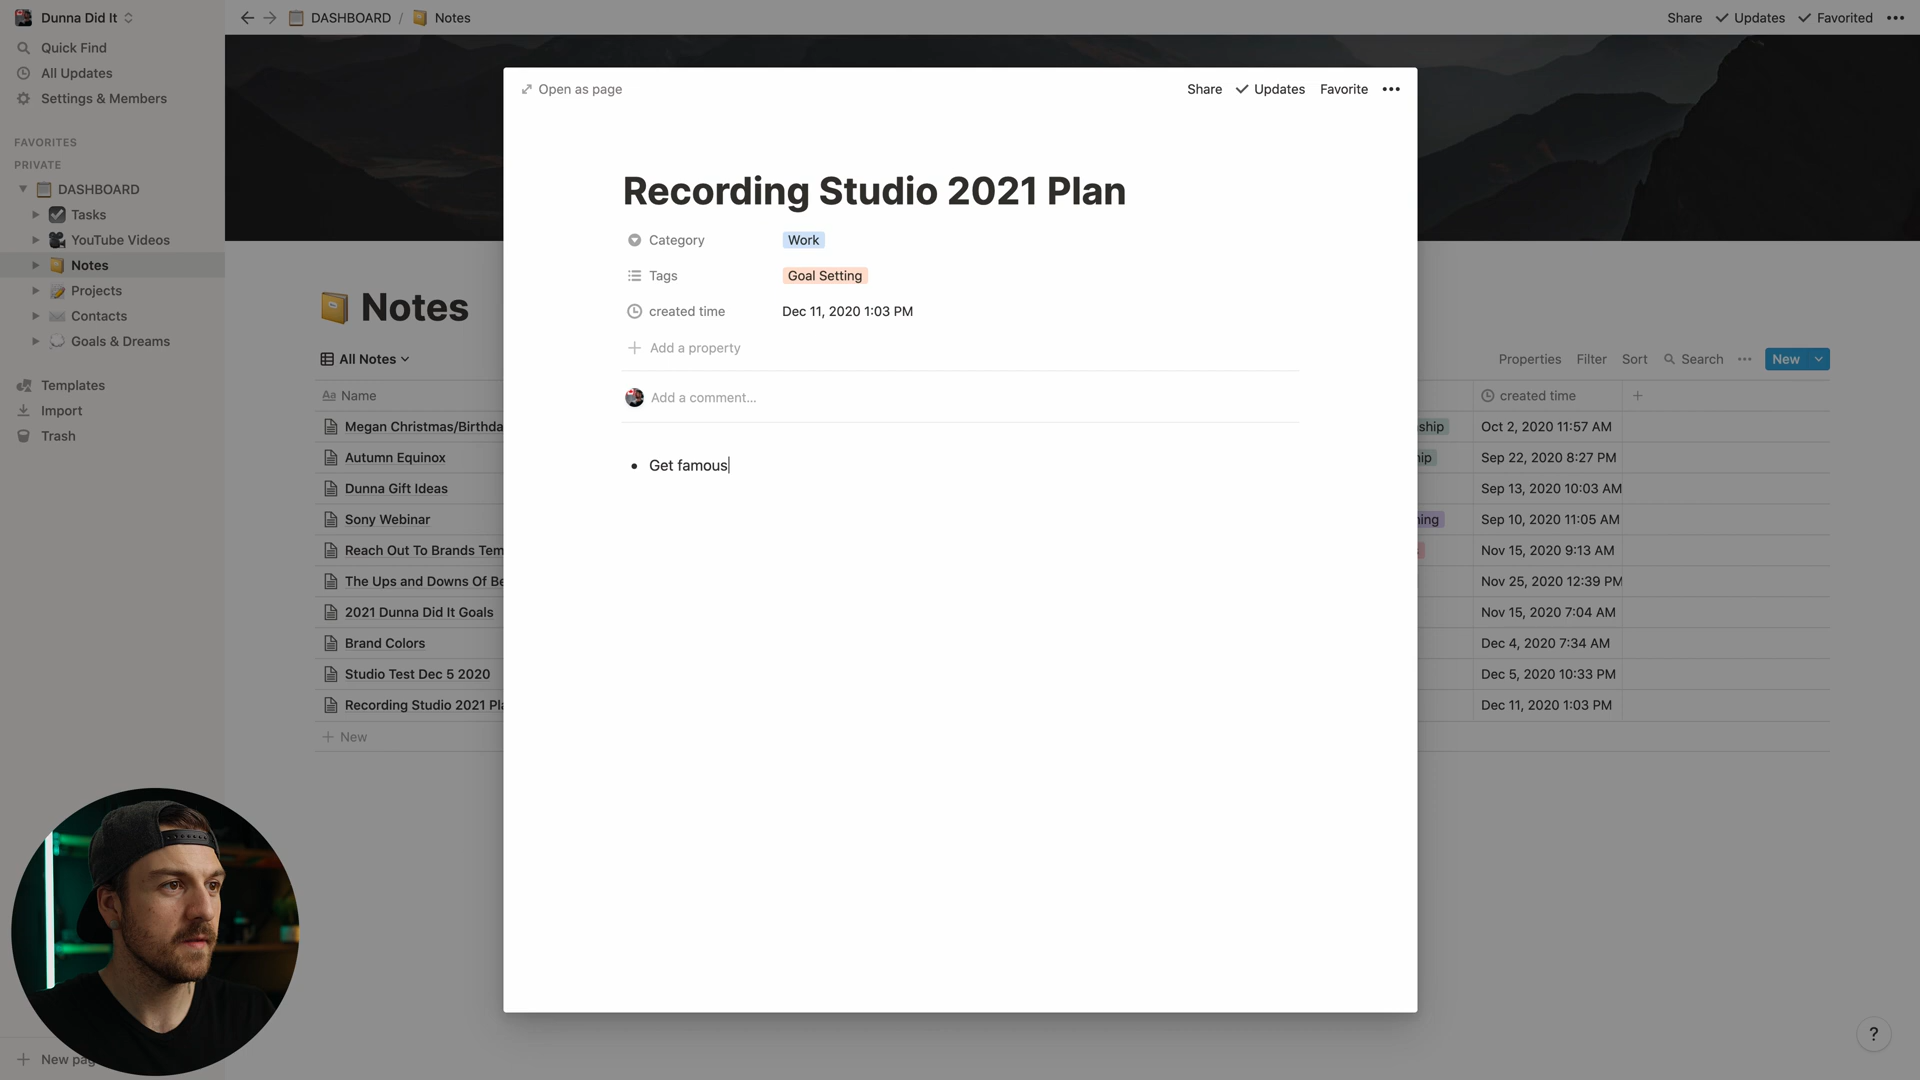 Dunna Did It
Quick Find
All Updates
Settings & Members
FAVORITES
PRIVATE
DASHBOARD
Tasks
YouTube Videos
Notes
Projects
Contacts
Goals & Dreams
Templates
Import
Trash
DASHBOARD / Notes
Share Updates Favorited
Notes
All Notes
Properties Filter Sort Search New
Aa Name
created time
Megan Christmas/Birthda
Oct 2, 2020 11:57 AM
Autumn Equinox
Sep 22, 2020 8:27 PM
Dunna Gift Ideas
Sep 13, 2020 10:03 AM
Sony Webinar
Sep 10, 2020 11:05 AM
Reach Out To Brands Tem
Nov 15, 2020 9:13 AM
The Ups and Downs Of Be
Nov 25, 2020 12:39 PM
2021 Dunna Did It Goals
Nov 15, 2020 7:04 AM
Brand Colors
Dec 4, 2020 7:34 AM
Studio Test Dec 5 2020
Dec 5, 2020 10:33 PM
Recording Studio 2021 Pla
Dec 11, 2020 1:03 PM
New
Open as page
Share Updates Favorite
Recording Studio 2021 Plan
Category Work
Tags Goal Setting
created time Dec 11, 2020 1:03 PM
Add a property
Add a comment...
• Get famous
New pag
?